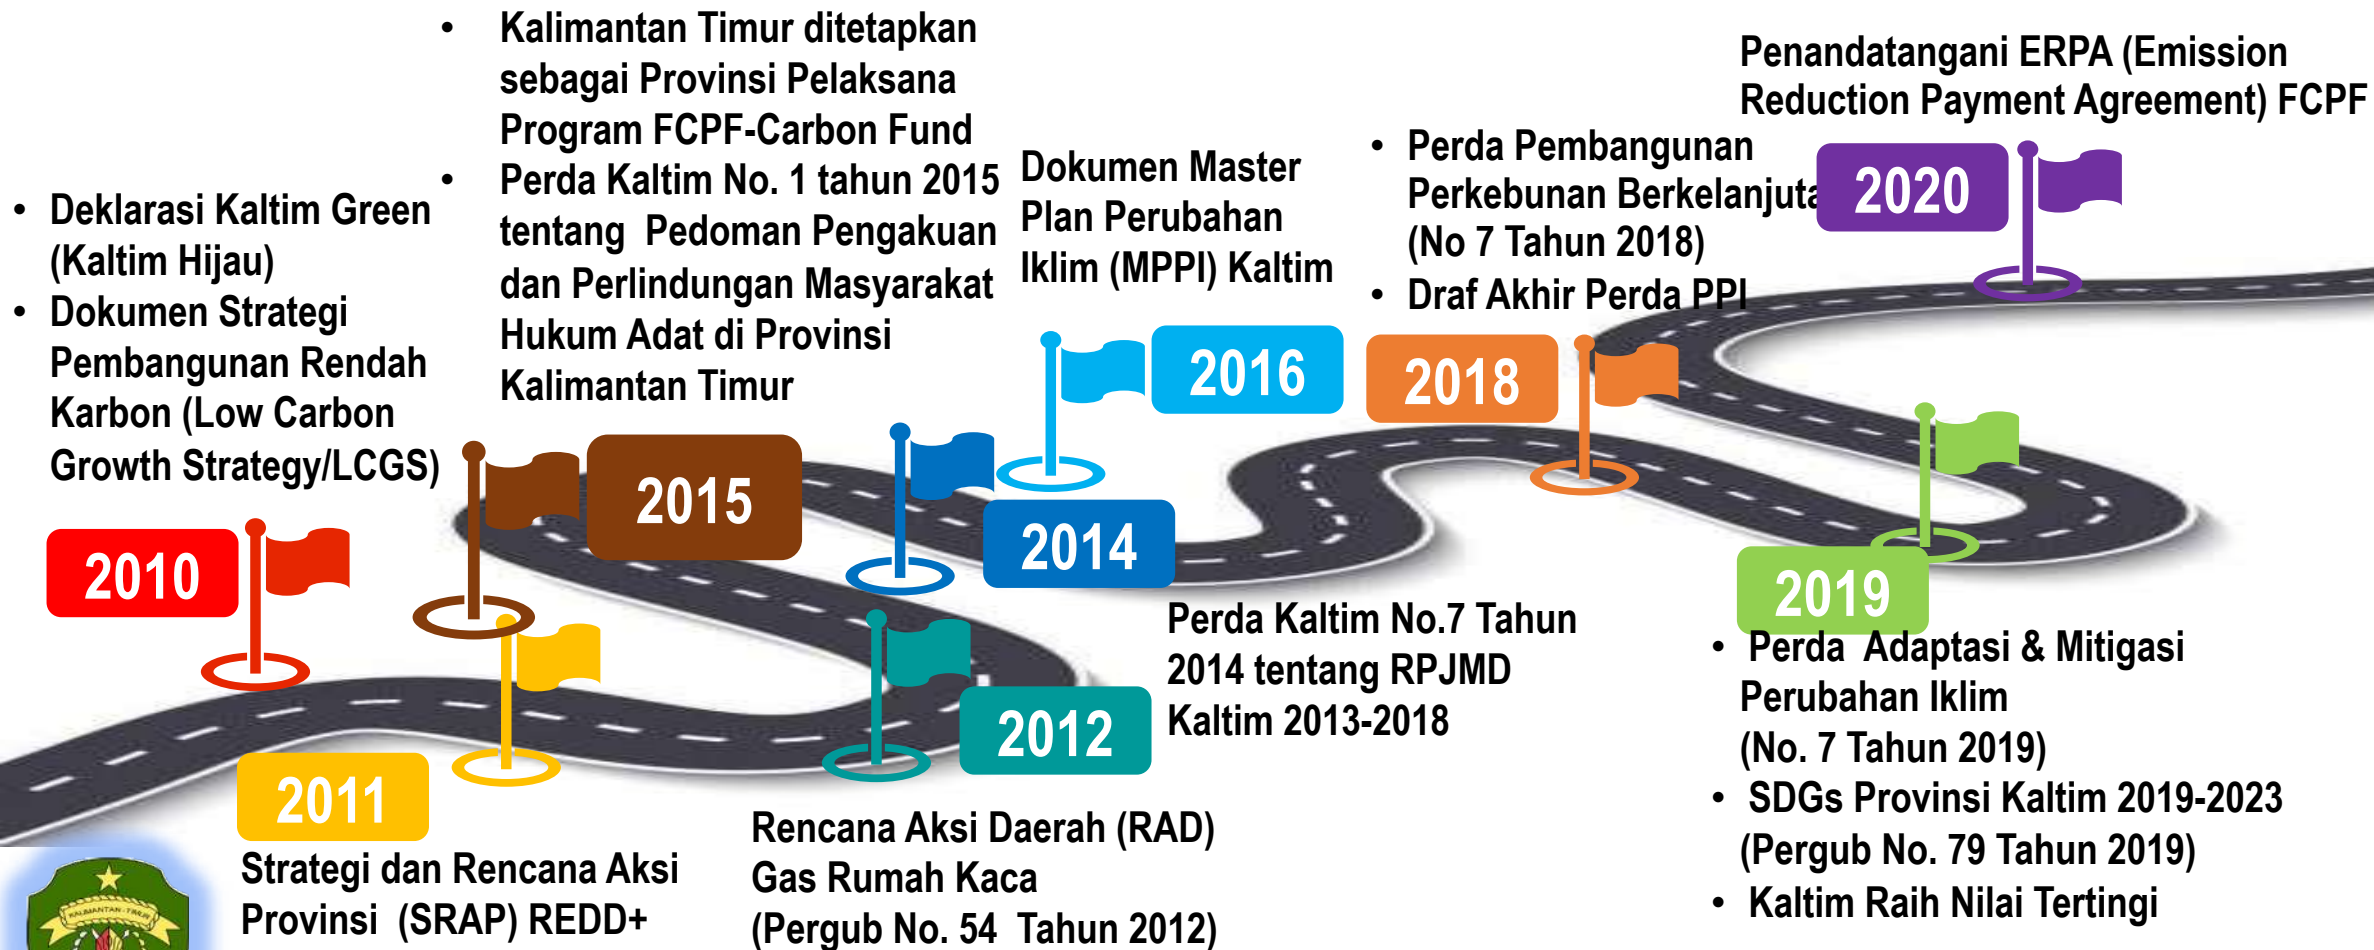 • Deklarasi Kaltim Green
(Kaltim Hijau)
• Dokumen Strategi
Pembangunan Rendah
Karbon (Low Carbon
Growth Strategy/LCGS)
2010
2011
Strategi dan Rencana Aksi
Provinsi (SRAP) REDD+
2012
Rencana Aksi Daerah (RAD)
Gas Rumah Kaca
(Pergub No. 54 Tahun 2012)
2014
Perda Kaltim No.7 Tahun
2014 tentang RPJMD
Kaltim 2013-2018
• Kalimantan Timur ditetapkan
sebagai Provinsi Pelaksana
Program FCPF-Carbon Fund
• Perda Kaltim No. 1 tahun 2015
tentang Pedoman Pengakuan
dan Perlindungan Masyarakat
Hukum Adat di Provinsi
Kalimantan Timur
2015
Dokumen Master
Plan Perubahan
Iklim (MPPI) Kaltim
2016
• Perda Pembangunan
Perkebunan Berkelanjuta
(No 7 Tahun 2018)
• Draf Akhir Perda PPI
2018
2019
• Perda Adaptasi & Mitigasi
Perubahan Iklim
(No. 7 Tahun 2019)
• SDGs Provinsi Kaltim 2019-2023
(Pergub No. 79 Tahun 2019)
• Kaltim Raih Nilai Tertingi
Penandatangani ERPA (Emission
Reduction Payment Agreement) FCPF
2020
KALIMANTAN - TIMUR